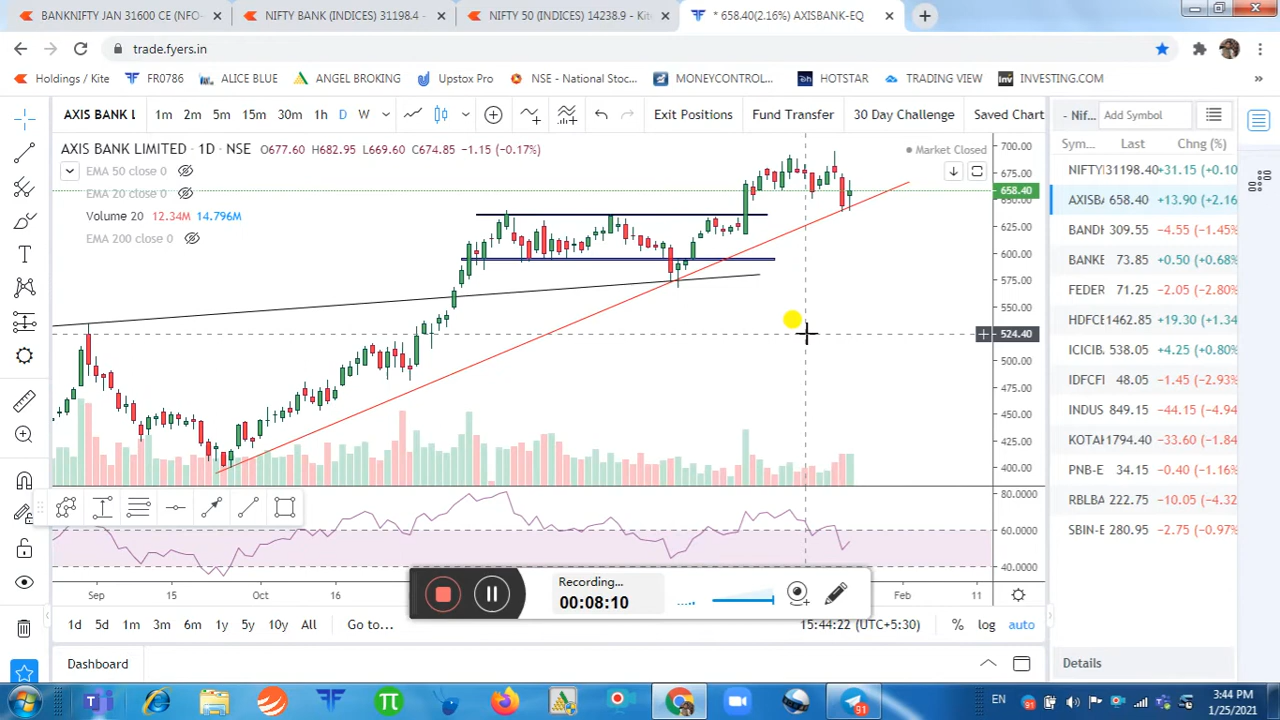 BANKNIFTY JAN 31600 CE (NFO- × NIFTY BANK (INDICES) 31198.4 - × NIFTY 50 (INDICES) 14238.9 - Kite × * 658.40(2.16%) AXISBANK-EQ × +
trade.fyers.in
Holdings / Kite FR0786 ALICE BLUE ANGEL BROKING Upstox Pro NSE - National Stoc... MONEYCONTROL... HOTSTAR TRADING VIEW INVESTING.COM »
AXIS BANK L 1m 2m 5m 15m 30m 1h D W Exit Positions Fund Transfer 30 Day Challenge Saved Chart - Nif... Add Symbol
AXIS BANK LIMITED · 1D · NSE O677.60 H682.95 L669.60 C674.85 -1.15 (-0.17%) Market Closed
EMA 50 close 0
EMA 20 close 0
Volume 20 12.34M 14.796M
EMA 200 close 0
700.00
675.00
658.40
650.00
625.00
600.00
575.00
550.00
524.40
500.00
475.00
450.00
425.00
400.00
80.0000
60.0000
40.0000
Sep 15 Oct 16 Feb 11
Sym... Last Chng (%)
NIFTY 31198.40 +31.15 (+0.10
AXISB 658.40 +13.90 (+2.16%
BANDH 309.55 -4.55 (-1.45%)
BANKE 73.85 +0.50 (+0.68%
FEDER 71.25 -2.05 (-2.80%)
HDFCE 1462.85 +19.30 (+1.34
ICICIB 538.05 +4.25 (+0.80%
IDFCF 48.05 -1.45 (-2.93%
INDUS 849.15 -44.15 (-4.94
KOTAK 1794.40 -33.60 (-1.84
PNB-E 34.15 -0.40 (-1.16%
RBLBA 222.75 -10.05 (-4.32
SBIN-E 280.95 -2.75 (-0.97%
Details
Recording...
00:08:10
1d 5d 1m 3m 6m 1y 5y 10y All Go to... 15:44:22 (UTC+5:30) % log auto
Dashboard
91
EN 91
3:44 PM
1/25/2021